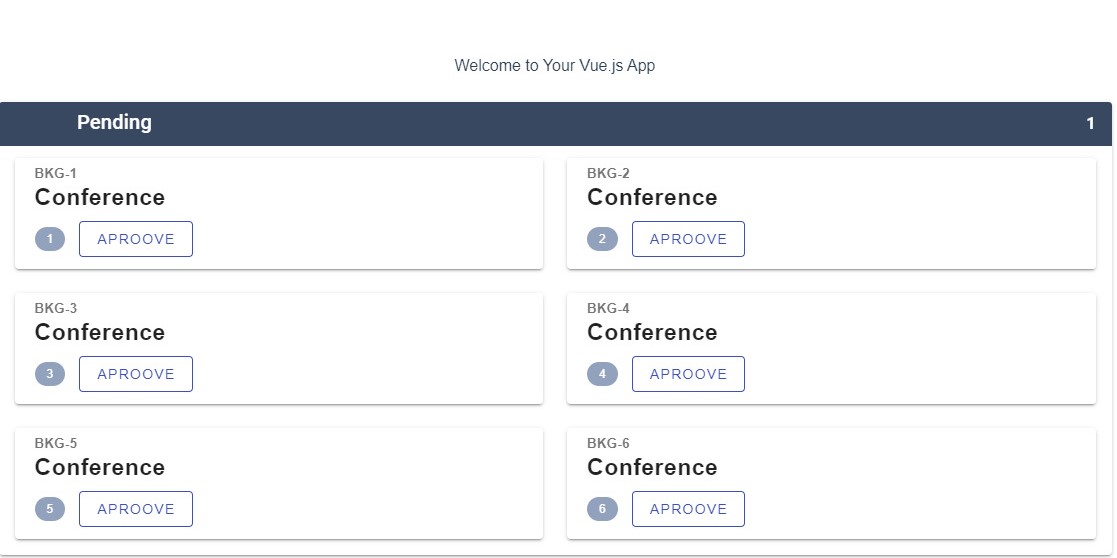 Welcome to Your Vue.js App
Pending 1
BKG-1
Conference
1 APROOVE
BKG-2
Conference
2 APROOVE
BKG-3
Conference
3 APROOVE
BKG-4
Conference
4 APROOVE
BKG-5
Conference
5 APROOVE
BKG-6
Conference
6 APROOVE